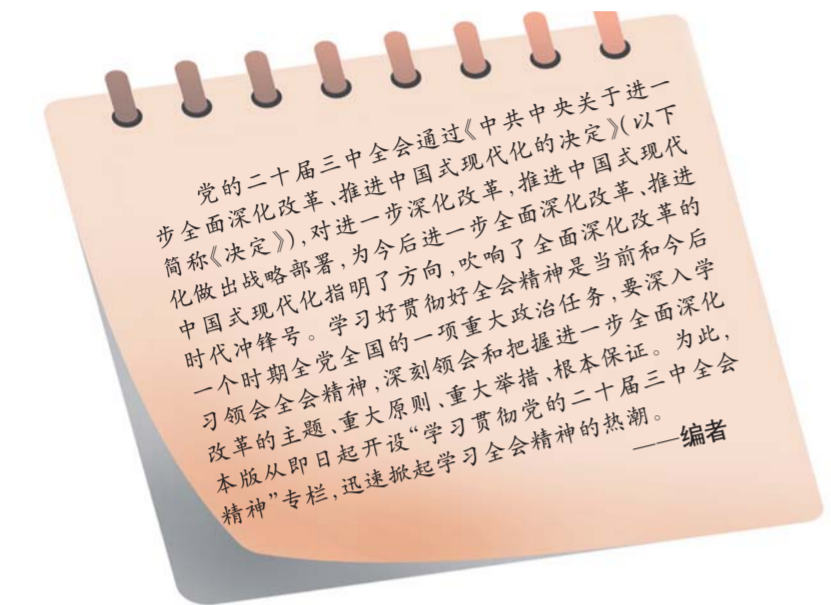 党的二十届三中全会通过《中共中央关于进一
步全面深化改革、推进中国式现代化的决定》（以下
简称《决定》），对进一步深化改革，推进中国式现代
化做出战略部署，为今后进一步全面深化改革、推进
中国式现代化指明了方向，吹响了全面深化改革的
时代冲锋号。学习好贯彻好全会精神是当前和今后
一个时期全党全国的一项重大政治任务，要深入学
习领会全会精神，深刻领会和把握进一步全面深化
改革的主题、重大原则、重大举措、根本保证。为此，
本版从即日起开设“学习贯彻党的二十届三中全会
精神”专栏，迅速掀起学习全会精神的热潮。
——编者